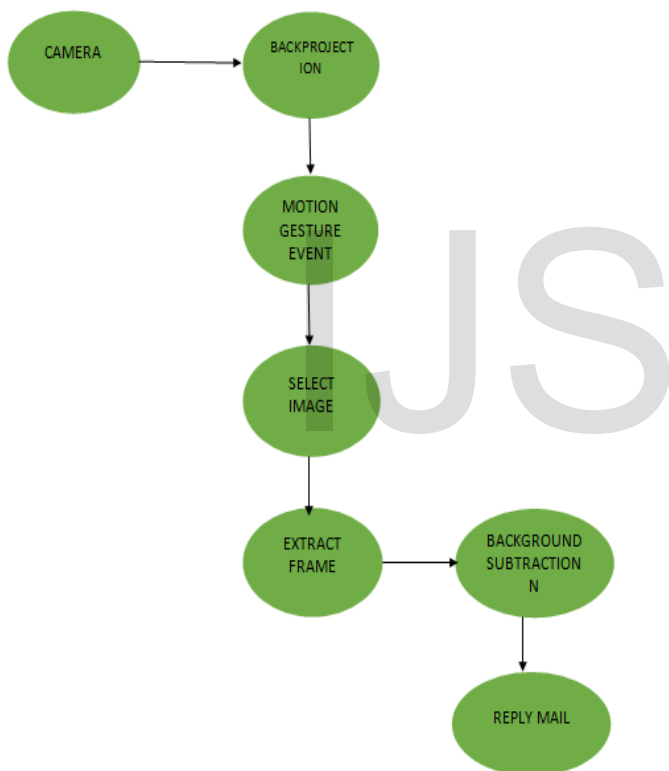 CAMERA
BACKPROJECT
ION
MOTION
GESTURE
EVENT
SELECT
IMAGE
EXTRACT
FRAME
BACKGROUND
SUBTRACTION
N
REPLY MAIL
IJS